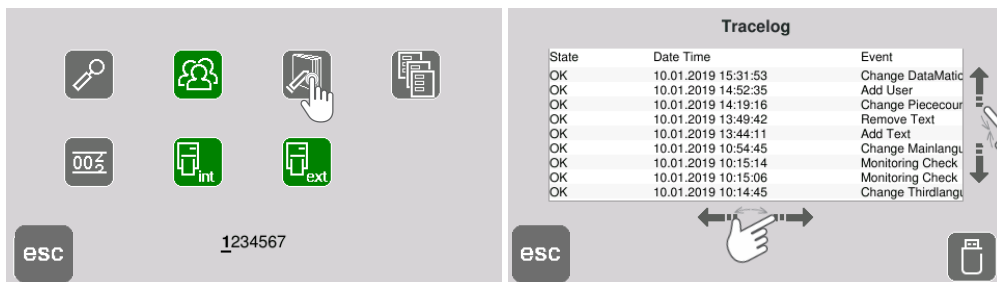 005
int
ext
esc
1234567
Tracelog
State Date Time Event
OK 10.01.2019 15:31:53 Change DataMatic
OK 10.01.2019 14:52:35 Add User
OK 10.01.2019 14:19:16 Change Piececour
OK 10.01.2019 13:49:42 Remove Text
OK 10.01.2019 13:44:11 Add Text
OK 10.01.2019 10:54:45 Change Mainlangu
OK 10.01.2019 10:15:14 Monitoring Check
OK 10.01.2019 10:15:06 Monitoring Check
OK 10.01.2019 10:14:45 Change Thirdlangu
esc